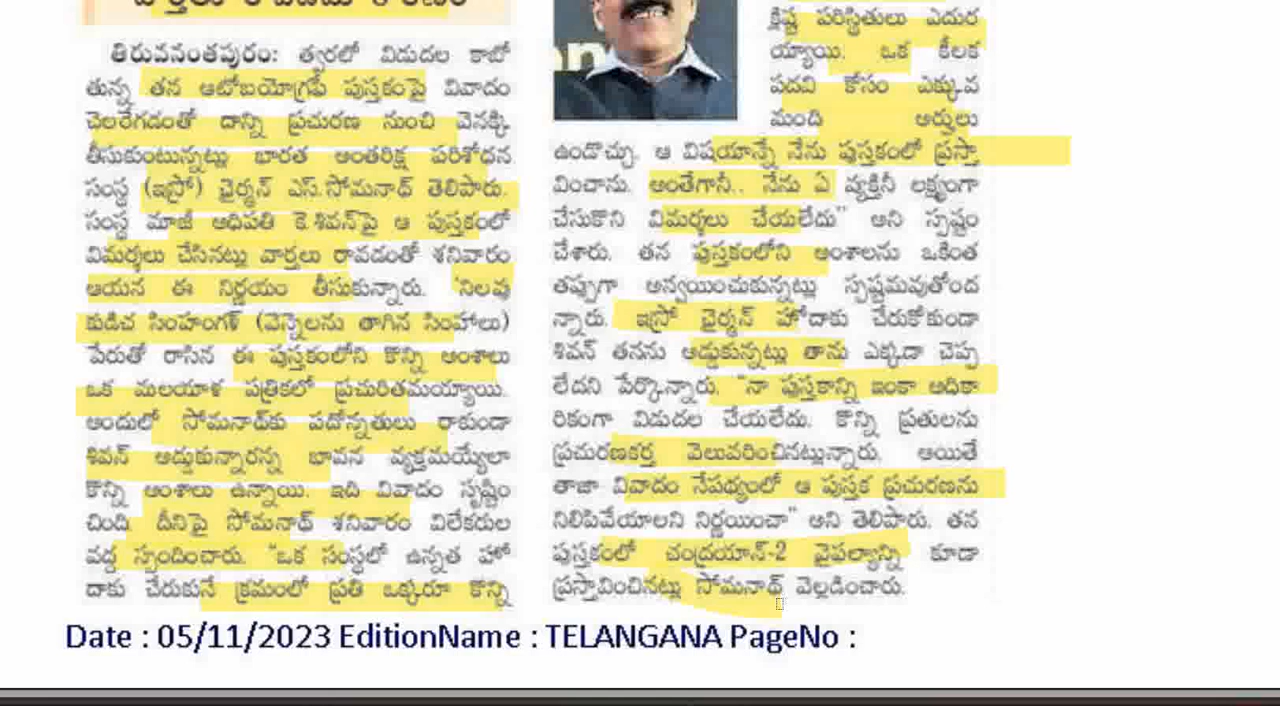 తిరువనంతపురం: త్వరలో విడుదల కాబో
తున్న తన ఆటోబయోగ్రఫీ పుస్తకంపై వివాదం
చెలరేగడంతో దాన్ని ప్రచురణ నుంచి వెనక్కి
తీసుకుంటున్నట్లు భారత అంతరిక్ష పరిశోధన
సంస్థ (ఇస్రో) ఛైర్మన్ ఎస్.సోమనాథ్ తెలిపారు.
సంస్థ మాజీ అధిపతి కె.శివన్‌పై ఆ పుస్తకంలో
విమర్శలు చేసినట్లు వార్తలు రావడంతో శనివారం
ఆయన ఈ నిర్ణయం తీసుకున్నారు. 'నిలవు
కుడిచ సింహంగళ్ (వెన్నెలను తాగిన సింహాలు)
పేరుతో రాసిన ఈ పుస్తకంలోని కొన్ని అంశాలు
ఒక మలయాళ పత్రికలో ప్రచురితమయ్యాయి.
అందులో సోమనాథ్‌కు పదోన్నతులు రాకుండా
శివన్ అడ్డుకున్నారన్న భావన వ్యక్తమయ్యేలా
కొన్ని అంశాలు ఉన్నాయి. ఇది వివాదం సృష్టిం
చింది. దీనిపై సోమనాథ్ శనివారం విలేకరుల
వద్ద స్పందించారు. "ఒక సంస్థలో ఉన్నత హో
దాకు చేరుకునే క్రమంలో ప్రతి ఒక్కరూ కొన్ని
క్లిష్ట పరిస్థితులు ఎదుర
య్యాయి. ఒక కీలక
పదవి కోసం ఎక్కువ
మంది అర్హులు
ఉండొచ్చు. ఆ విషయాన్నే నేను పుస్తకంలో ప్రస్తా
వించాను. అంతేగానీ.. నేను ఏ వ్యక్తినీ లక్ష్యంగా
చేసుకొని విమర్శలు చేయలేదు" అని స్పష్టం
చేశారు. తన పుస్తకంలోని అంశాలను ఒకింత
తప్పుగా అన్వయించుకున్నట్లు స్పష్టమవుతోంద
న్నారు. ఇస్రో ఛైర్మన్ హోదాకు చేరుకోకుండా
శివన్ తనను అడ్డుకున్నట్లు తాను ఎక్కడా చెప్ప
లేదని పేర్కొన్నారు. "నా పుస్తకాన్ని ఇంకా అధికా
రికంగా విడుదల చేయలేదు. కొన్ని ప్రతులను
ప్రచురణకర్త వెలువరించినట్లున్నారు. అయితే
తాజా వివాదం నేపథ్యంలో ఆ పుస్తక ప్రచురణను
నిలిపివేయాలని నిర్ణయించా" అని తెలిపారు. తన
పుస్తకంలో చంద్రయాన్-2 వైఫల్యాన్ని కూడా
ప్రస్తావించినట్లు సోమనాథ్ వెల్లడించారు.
Date : 05/11/2023 EditionName : TELANGANA PageNo :